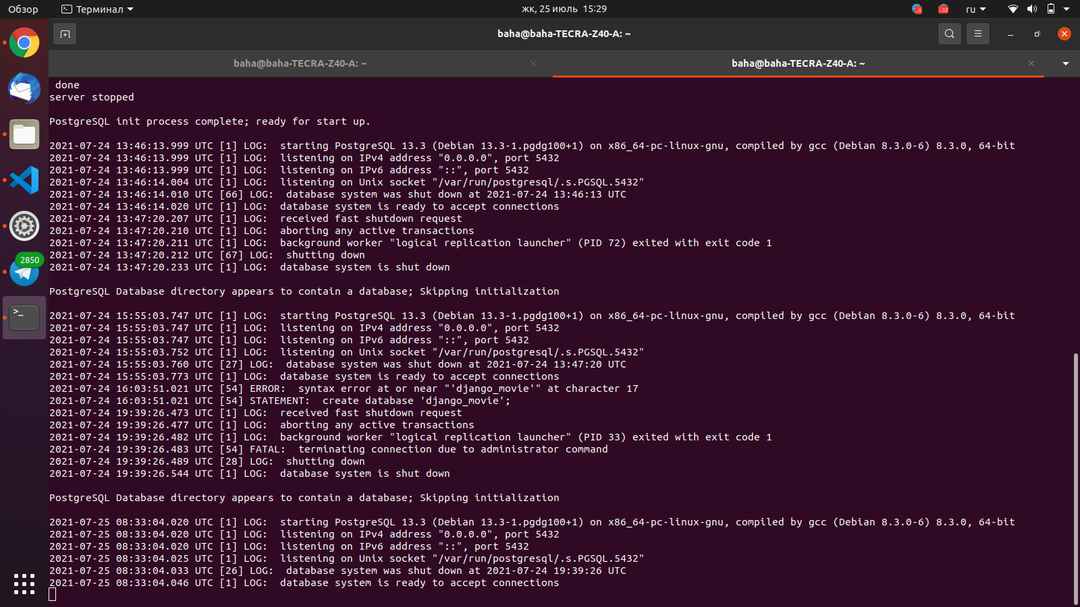 Обзор
Терминал
жк, 25 июль 15:29
ru
baha@baha-TECRA-Z40-A: ~
baha@baha-TECRA-Z40-A: ~
baha@baha-TECRA-Z40-A: ~
2850
done
server stopped
PostgreSQL init process complete; ready for start up.
2021-07-24 13:46:13.999 UTC [1] LOG:  starting PostgreSQL 13.3 (Debian 13.3-1.pgdg100+1) on x86_64-pc-linux-gnu, compiled by gcc (Debian 8.3.0-6) 8.3.0, 64-bit
2021-07-24 13:46:13.999 UTC [1] LOG:  listening on IPv4 address "0.0.0.0", port 5432
2021-07-24 13:46:13.999 UTC [1] LOG:  listening on IPv6 address "::", port 5432
2021-07-24 13:46:14.004 UTC [1] LOG:  listening on Unix socket "/var/run/postgresql/.s.PGSQL.5432"
2021-07-24 13:46:14.010 UTC [66] LOG:  database system was shut down at 2021-07-24 13:46:13 UTC
2021-07-24 13:46:14.020 UTC [1] LOG:  database system is ready to accept connections
2021-07-24 13:47:20.207 UTC [1] LOG:  received fast shutdown request
2021-07-24 13:47:20.210 UTC [1] LOG:  aborting any active transactions
2021-07-24 13:47:20.211 UTC [1] LOG:  background worker "logical replication launcher" (PID 72) exited with exit code 1
2021-07-24 13:47:20.212 UTC [67] LOG:  shutting down
2021-07-24 13:47:20.233 UTC [1] LOG:  database system is shut down
PostgreSQL Database directory appears to contain a database; Skipping initialization
2021-07-24 15:55:03.747 UTC [1] LOG:  starting PostgreSQL 13.3 (Debian 13.3-1.pgdg100+1) on x86_64-pc-linux-gnu, compiled by gcc (Debian 8.3.0-6) 8.3.0, 64-bit
2021-07-24 15:55:03.747 UTC [1] LOG:  listening on IPv4 address "0.0.0.0", port 5432
2021-07-24 15:55:03.747 UTC [1] LOG:  listening on IPv6 address "::", port 5432
2021-07-24 15:55:03.752 UTC [1] LOG:  listening on Unix socket "/var/run/postgresql/.s.PGSQL.5432"
2021-07-24 15:55:03.760 UTC [27] LOG:  database system was shut down at 2021-07-24 13:47:20 UTC
2021-07-24 15:55:03.773 UTC [1] LOG:  database system is ready to accept connections
2021-07-24 16:03:51.021 UTC [54] ERROR:  syntax error at or near "'django_movie'" at character 17
2021-07-24 16:03:51.021 UTC [54] STATEMENT:  create database 'django_movie';
2021-07-24 19:39:26.473 UTC [1] LOG:  received fast shutdown request
2021-07-24 19:39:26.477 UTC [1] LOG:  aborting any active transactions
2021-07-24 19:39:26.482 UTC [1] LOG:  background worker "logical replication launcher" (PID 33) exited with exit code 1
2021-07-24 19:39:26.483 UTC [54] FATAL:  terminating connection due to administrator command
2021-07-24 19:39:26.489 UTC [28] LOG:  shutting down
2021-07-24 19:39:26.544 UTC [1] LOG:  database system is shut down
PostgreSQL Database directory appears to contain a database; Skipping initialization
2021-07-25 08:33:04.020 UTC [1] LOG:  starting PostgreSQL 13.3 (Debian 13.3-1.pgdg100+1) on x86_64-pc-linux-gnu, compiled by gcc (Debian 8.3.0-6) 8.3.0, 64-bit
2021-07-25 08:33:04.020 UTC [1] LOG:  listening on IPv4 address "0.0.0.0", port 5432
2021-07-25 08:33:04.020 UTC [1] LOG:  listening on IPv6 address "::", port 5432
2021-07-25 08:33:04.025 UTC [1] LOG:  listening on Unix socket "/var/run/postgresql/.s.PGSQL.5432"
2021-07-25 08:33:04.033 UTC [26] LOG:  database system was shut down at 2021-07-24 19:39:26 UTC
2021-07-25 08:33:04.046 UTC [1] LOG:  database system is ready to accept connections